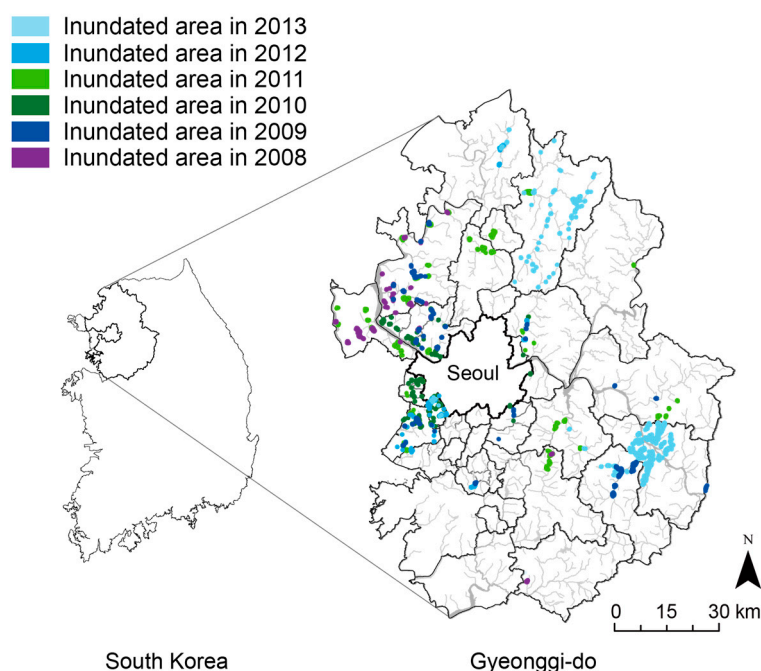 Inundated area in 2013
Inundated area in 2012
Inundated area in 2011
Inundated area in 2010
Inundated area in 2009
Inundated area in 2008
Seoul
N
0 15 30 km
South Korea
Gyeonggi-do